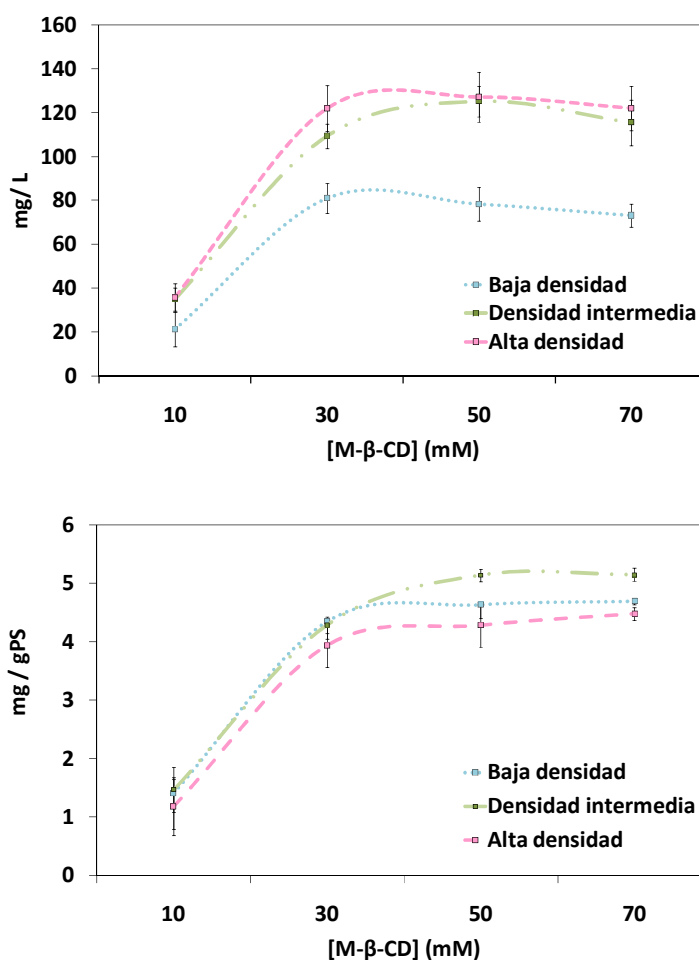 160
140
120
100
80
60
40
20
0
mg/ L
Baja densidad
Densidad intermedia
Alta densidad
10 30 50 70
[M-β-CD] (mM)
6
5
4
3
2
1
0
mg / gPS
Baja densidad
Densidad intermedia
Alta densidad
10 30 50 70
[M-β-CD] (mM)